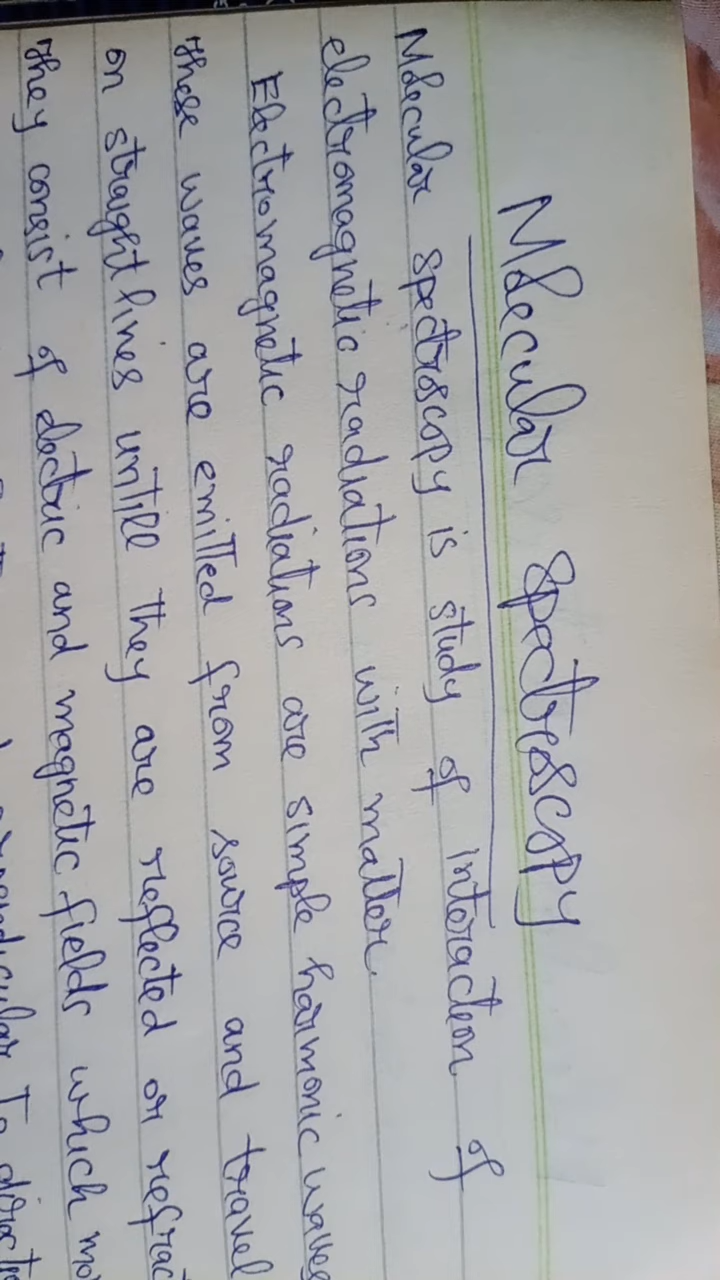 Molecular spectroscopy
Molecular spectroscopy is study of interaction of
electromagnetic radiations with matter.
Electromagnetic radiations are simple harmonic waves
these waves are emitted from source and travel
on straight lines untill they are reflected or refrac
They consist of electric and magnetic fields which mo